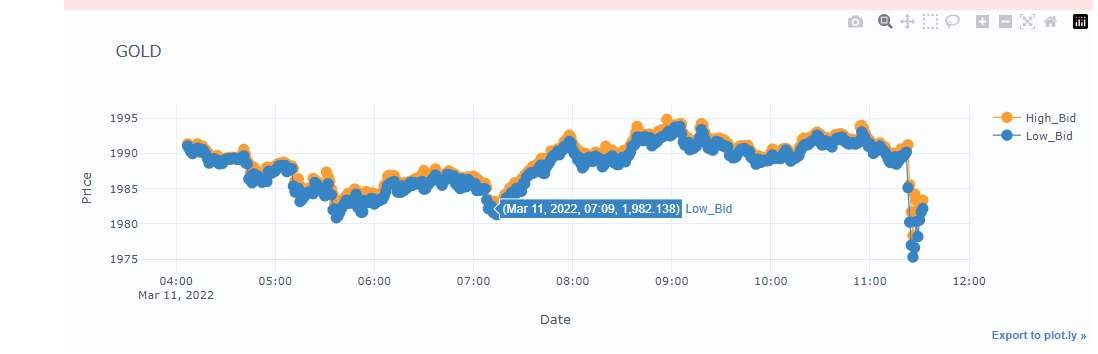 GOLD
1995
1990
1985
1980
1975
Price
High_Bid
Low_Bid
(Mar 11, 2022, 07:09, 1,982.138) Low_Bid
04:00 05:00 06:00 07:00 08:00 09:00 10:00 11:00 12:00
Mar 11, 2022
Date
Export to plot.ly »